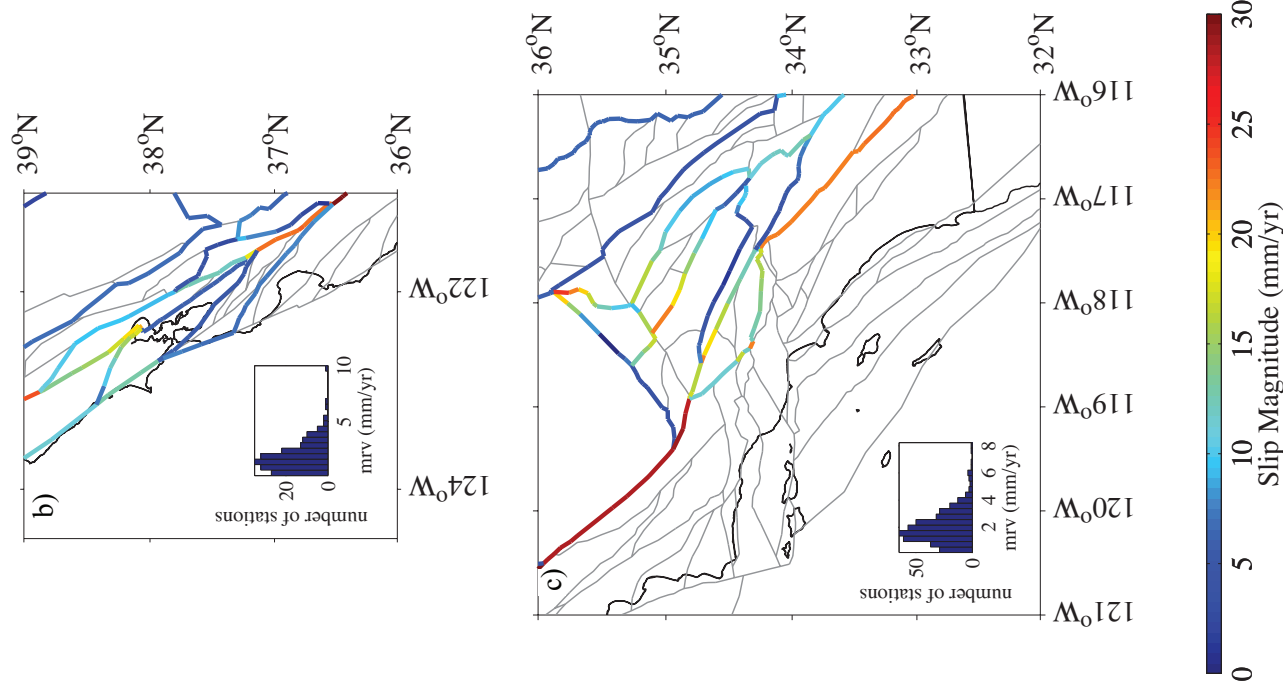 b)
39°N
38°N
37°N
36°N
124°W
122°W
number of stations
20
0
5
10
mrv (mm/yr)
c)
36°N
35°N
34°N
33°N
32°N
121°W
120°W
119°W
118°W
117°W
116°W
number of stations
50
0
2
4
6
8
mrv (mm/yr)
0
5
10
15
20
25
30
Slip Magnitude (mm/yr)